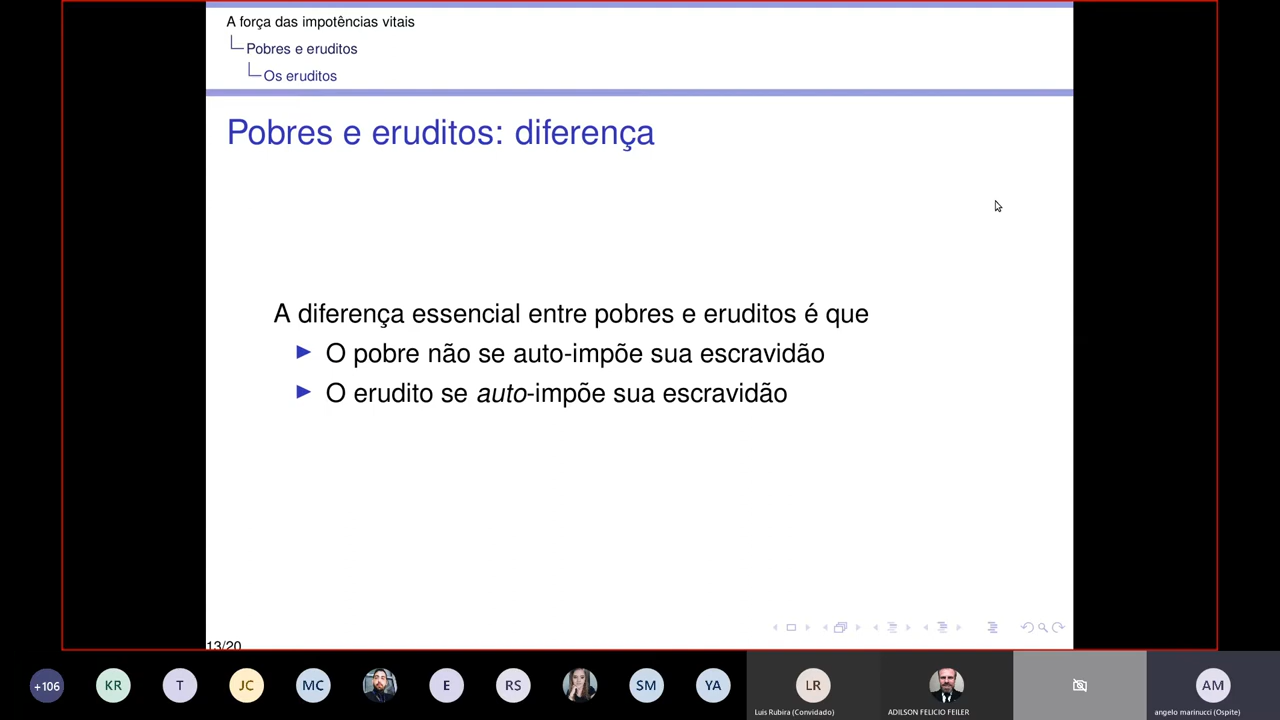 A força das impotências vitais
Pobres e eruditos
Os eruditos
Pobres e eruditos: diferença
A diferença essencial entre pobres e eruditos é que
O pobre não se auto-impõe sua escravidão
O erudito se auto-impõe sua escravidão
13/20
+106
KR
T
JC
MC
E
RS
SM
YA
LR
Luis Rubira (Convidado)
ADILSON FELICIO FEILER
AM
angelo marinucci (Ospite)